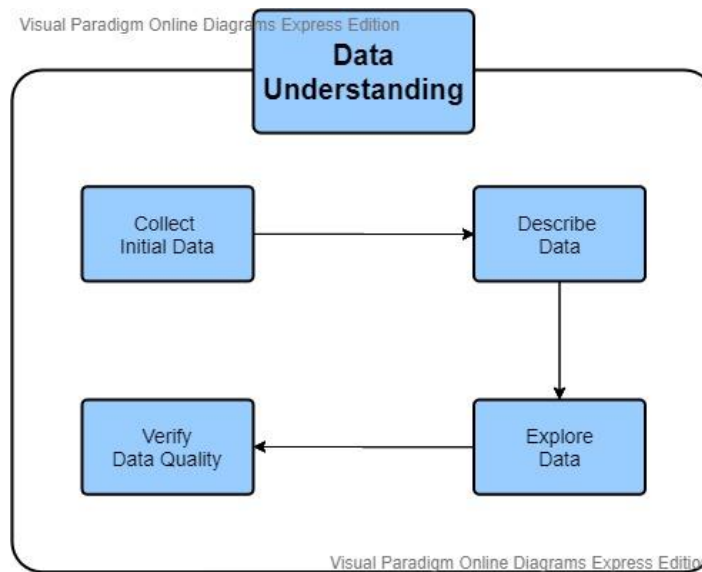 Visual Paradigm Online Diagrams Express Edition
Data
Understanding
Collect
Initial Data
Describe
Data
Verify
Data Quality
Explore
Data
Visual Paradigm Online Diagrams Express Edition